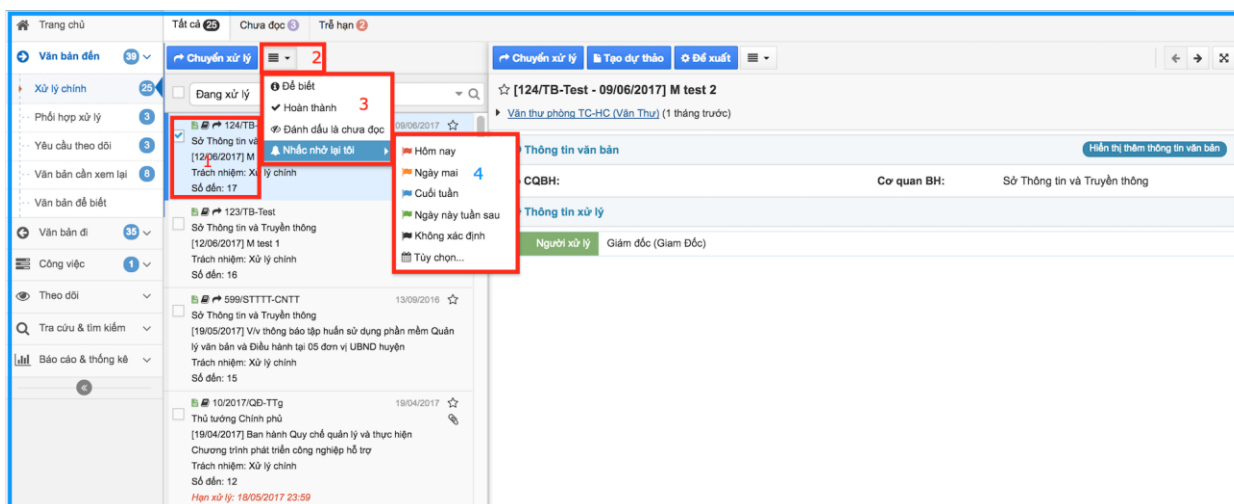 Trang chủ
Văn bản đến 39
Xử lý chính 25
Phối hợp xử lý 3
Yêu cầu theo dõi 3
Văn bản cần xem lại 8
Văn bản để biết
Văn bản đi 35
Công việc 1
Theo dõi
Tra cứu & tìm kiếm
Báo cáo & thống kê
Tất cả 25 Chưa đọc 3 Trễ hạn 2
Chuyển xử lý 2
Đang xử lý
Để biết
Hoàn thành 3
Đánh dấu là chưa đọc
Nhắc nhở lại tôi
Hôm nay
Ngày mai 4
Cuối tuần
Ngày này tuần sau
Không xác định
Tùy chọn...
124/TB- 09/06/2017
Sở Thông tin và
[12/06/2017] M
1
Trách nhiệm: Xử lý chính
Số đến: 17
123/TB-Test
Sở Thông tin và Truyền thông
[12/06/2017] M test 1
Trách nhiệm: Xử lý chính
Số đến: 16
599/STTTT-CNTT 13/09/2016
Sở Thông tin và Truyền thông
[19/05/2017] V/v thông báo tập huấn sử dụng phần mềm Quản
lý văn bản và Điều hành tại 05 đơn vị UBND huyện
Trách nhiệm: Xử lý chính
Số đến: 15
10/2017/QĐ-TTg 19/04/2017
Thủ tướng Chính phủ
[19/04/2017] Ban hành Quy chế quản lý và thực hiện
Chương trình phát triển công nghiệp hỗ trợ
Trách nhiệm: Xử lý chính
Số đến: 12
Hạn xử lý: 18/05/2017 23:59
Chuyển xử lý Tạo dự thảo Đề xuất
[124/TB-Test - 09/06/2017] M test 2
Văn thư phòng TC-HC (Văn Thư) (1 tháng trước)
Thông tin văn bản Hiển thị thêm thông tin văn bản
CQBH: Cơ quan BH: Sở Thông tin và Truyền thông
Thông tin xử lý
Người xử lý Giám đốc (Giam Đốc)